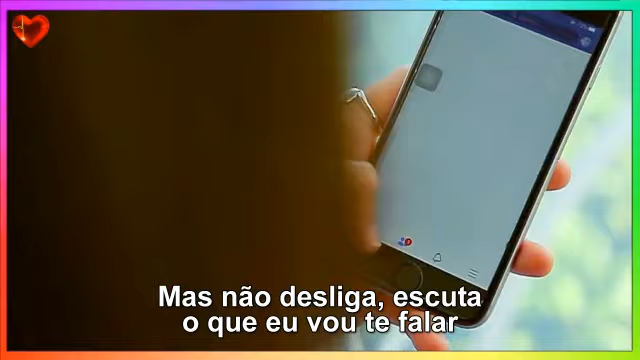 Mas não desliga, escuta
o que eu vou te falar